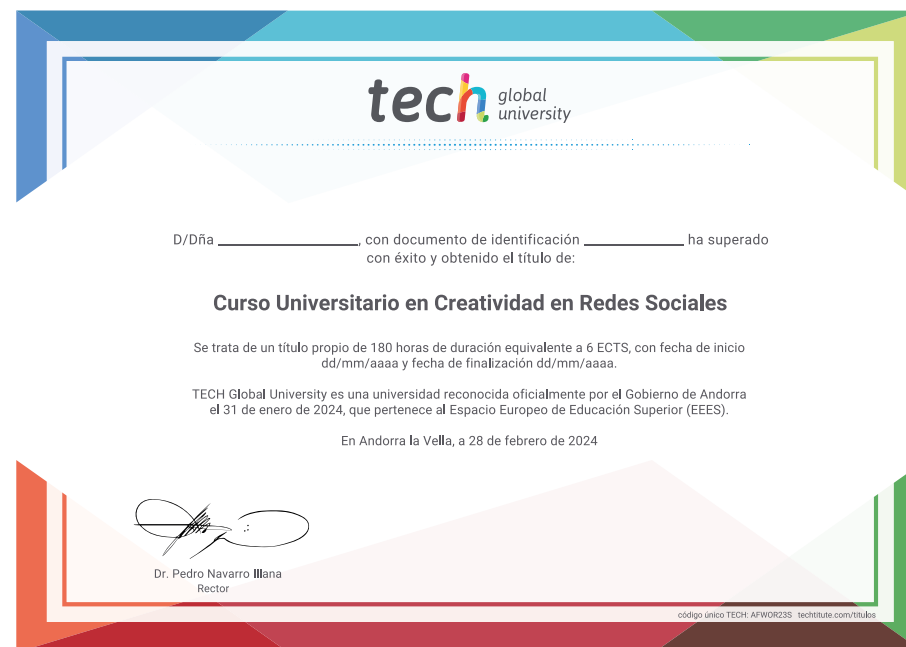 tech global university
D/Dña ____________________, con documento de identificación ______________ ha superado
con éxito y obtenido el título de:
Curso Universitario en Creatividad en Redes Sociales
Se trata de un título propio de 180 horas de duración equivalente a 6 ECTS, con fecha de inicio
dd/mm/aaaa y fecha de finalización dd/mm/aaaa.
TECH Global University es una universidad reconocida oficialmente por el Gobierno de Andorra
el 31 de enero de 2024, que pertenece al Espacio Europeo de Educación Superior (EEES).
En Andorra la Vella, a 28 de febrero de 2024
Dr. Pedro Navarro Illana
Rector
código único TECH: AFWOR23S techtitute.com/titulos